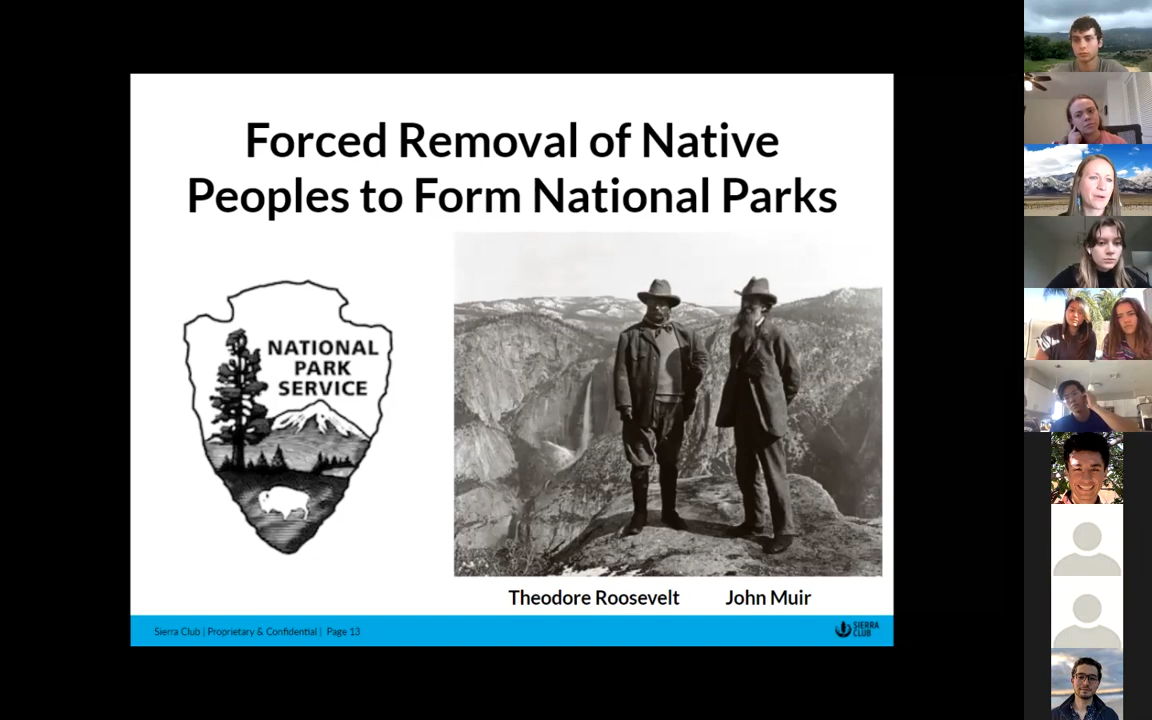 Forced Removal of Native
Peoples to Form National Parks
NATIONAL
PARK
SERVICE
Theodore Roosevelt
John Muir
Sierra Club | Proprietary & Confidential | Page 13
SIERRA
CLUB